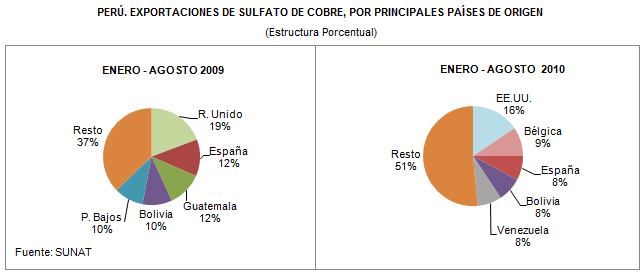 PERÚ. EXPORTACIONES DE SULFATO DE COBRE, POR PRINCIPALES PAÍSES DE ORIGEN
(Estructura Porcentual)
ENERO - AGOSTO 2009
R. Unido
19%
España
12%
Guatemala
12%
Bolivia
10%
P. Bajos
10%
Resto
37%
Fuente: SUNAT
ENERO - AGOSTO 2010
EE.UU.
16%
Bélgica
9%
España
8%
Bolivia
8%
Venezuela
8%
Resto
51%